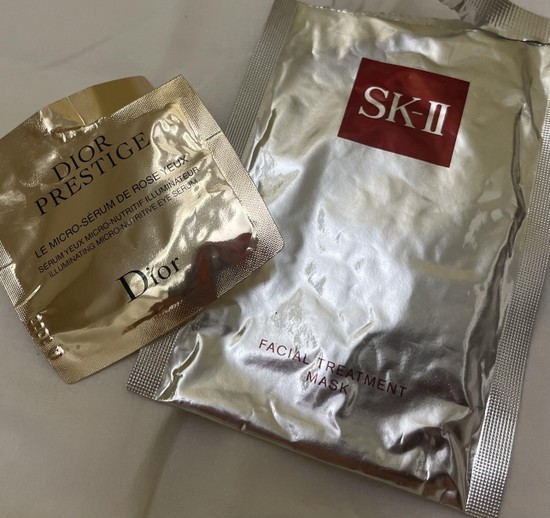 DIOR
PRESTIGE
LE MICRO-SÉRUM DE ROSE YEUX
SÉRUM YEUX MICRO-NUTRITIF ILLUMINATEUR
ILLUMINATING MICRO-NUTRITIVE EYE SERUM
Dior
SK-II
FACIAL TREATMENT
MASK